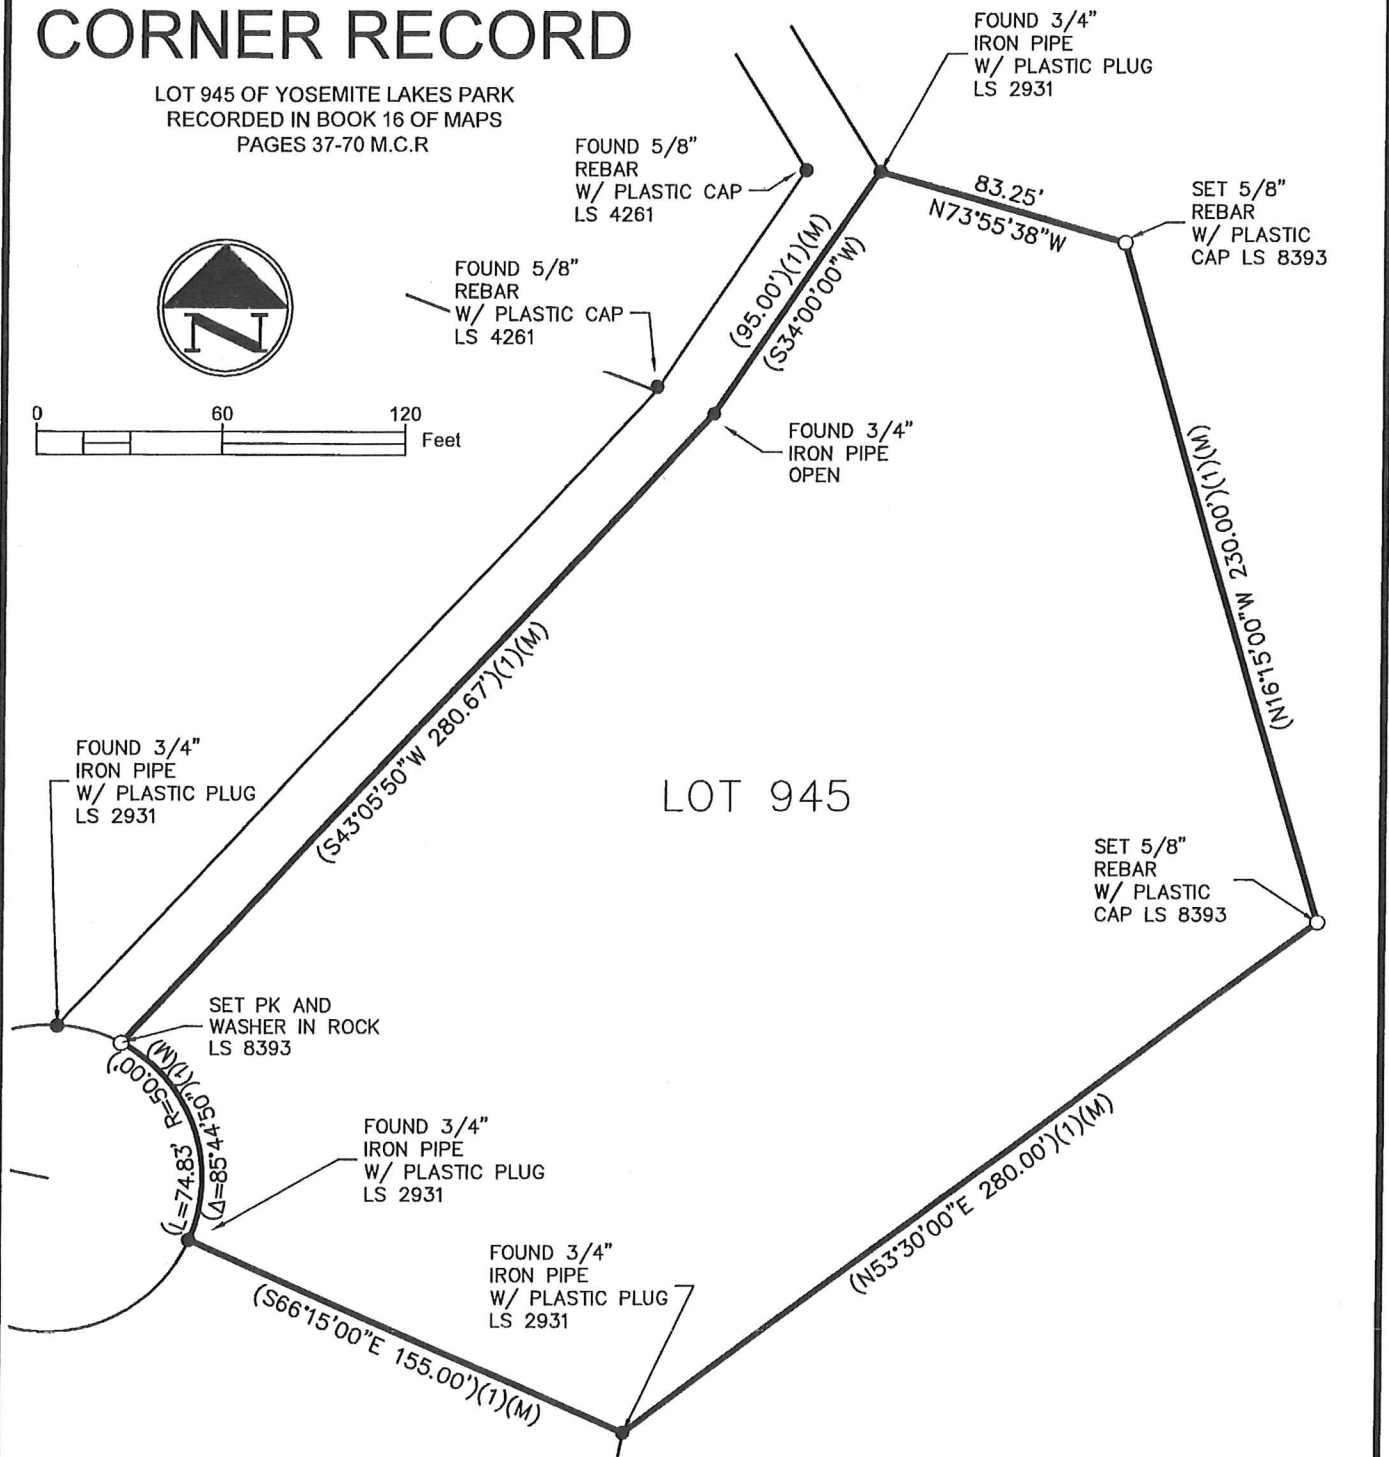 CORNER RECORD
LOT 945 OF YOSEMITE LAKES PARK
RECORDED IN BOOK 16 OF MAPS
PAGES 37-70 M.C.R
FOUND 3/4"
IRON PIPE
W/ PLASTIC PLUG
LS 2931
FOUND 5/8"
REBAR
W/ PLASTIC CAP
LS 4261
83.25'
N73°55'38"W
SET 5/8"
REBAR
W/ PLASTIC
CAP LS 8393
(95.00')(1)(M)
(S34°00'00"W)
FOUND 5/8"
REBAR
W/ PLASTIC CAP
LS 4261
N
0 60 120
Feet
FOUND 3/4"
IRON PIPE
OPEN
(N16°15'00"W 230.00')(1)(M)
(S43°05'50"W 280.67')(1)(M)
FOUND 3/4"
IRON PIPE
W/ PLASTIC PLUG
LS 2931
LOT 945
SET 5/8"
REBAR
W/ PLASTIC
CAP LS 8393
SET PK AND
WASHER IN ROCK
LS 8393
(L=74.83' R=50.00')
(Δ=85°44'50")(1)(M)
FOUND 3/4"
IRON PIPE
W/ PLASTIC PLUG
LS 2931
(N53°30'00"E 280.00')(1)(M)
FOUND 3/4"
IRON PIPE
W/ PLASTIC PLUG
LS 2931
(S66°15'00"E 155.00')(1)(M)